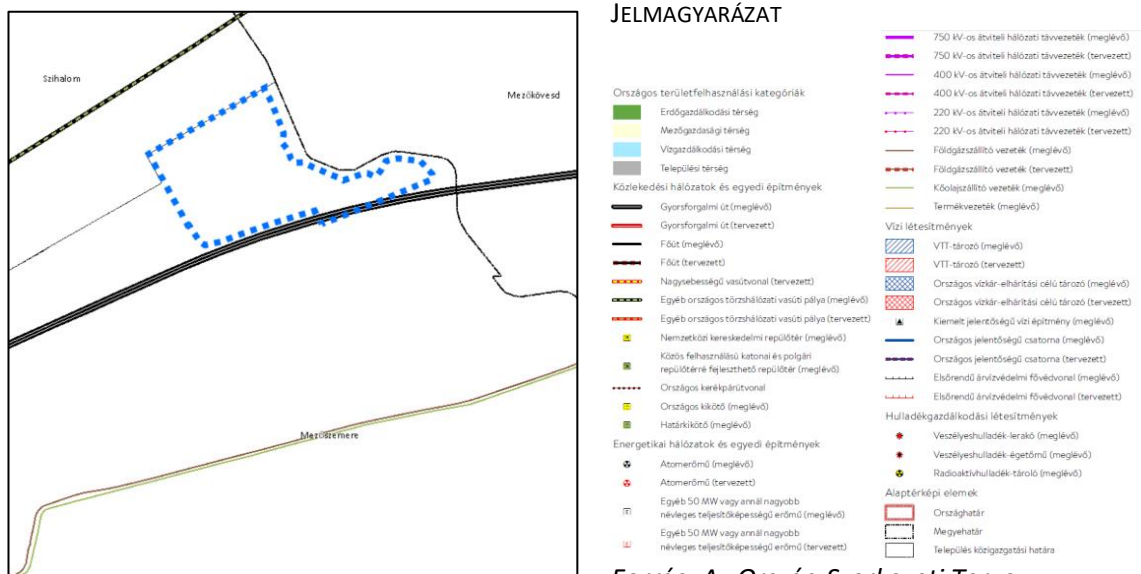 JELMAGYARÁZAT
Szihalom
Mezőkövesd
Mezőszemere
Országos területfelhasználási kategóriák
Erdőgazdálkodási térség
Mezőgazdasági térség
Vízgazdálkodási térség
Települési térség
Közlekedési hálózatok és egyedi építmények
Gyorsforgalmi út (meglévő)
Gyorsforgalmi út (tervezett)
Főút (meglévő)
Főút (tervezett)
Nagysebességű vasútvonal (tervezett)
Egyéb országos törzshálózati vasúti pálya (meglévő)
Egyéb országos törzshálózati vasúti pálya (tervezett)
Nemzetközi kereskedelmi repülőtér (meglévő)
Közös felhasználású katonai és polgári
repülőtérré fejleszthető repülőtér (meglévő)
Országos kerékpárútvonal
Országos kikötő (meglévő)
Határkikötő (meglévő)
Energetikai hálózatok és egyedi építmények
Atomerőmű (meglévő)
Atomerőmű (tervezett)
Egyéb 50 MW vagy annál nagyobb
névleges teljesítőképességű erőmű (meglévő)
Egyéb 50 MW vagy annál nagyobb
névleges teljesítőképességű erőmű (tervezett)
750 kV-os átviteli hálózati távvezeték (meglévő)
750 kV-os átviteli hálózati távvezeték (tervezett)
400 kV-os átviteli hálózati távvezeték (meglévő)
400 kV-os átviteli hálózati távvezeték (tervezett)
220 kV-os átviteli hálózati távvezeték (meglévő)
220 kV-os átviteli hálózati távvezeték (tervezett)
Földgázszállító vezeték (meglévő)
Földgázszállító vezeték (tervezett)
Kőolajszállító vezeték (meglévő)
Termékvezeték (meglévő)
Vízi létesítmények
VTT-tározó (meglévő)
VTT-tározó (tervezett)
Országos vízkár-elhárítási célú tározó (meglévő)
Országos vízkár-elhárítási célú tározó (tervezett)
Kiemelt jelentőségű vízi építmény (meglévő)
Országos jelentőségű csatorna (meglévő)
Országos jelentőségű csatorna (tervezett)
Elsőrendű árvízvédelmi fővédvonal (meglévő)
Elsőrendű árvízvédelmi fővédvonal (tervezett)
Hulladékgazdálkodási létesítmények
Veszélyeshulladék-lerakó (meglévő)
Veszélyeshulladék-égetőmű (meglévő)
Radioaktívhulladék-tároló (meglévő)
Alaptérképi elemek
Országhatár
Megyehatár
Település közigazgatási határa